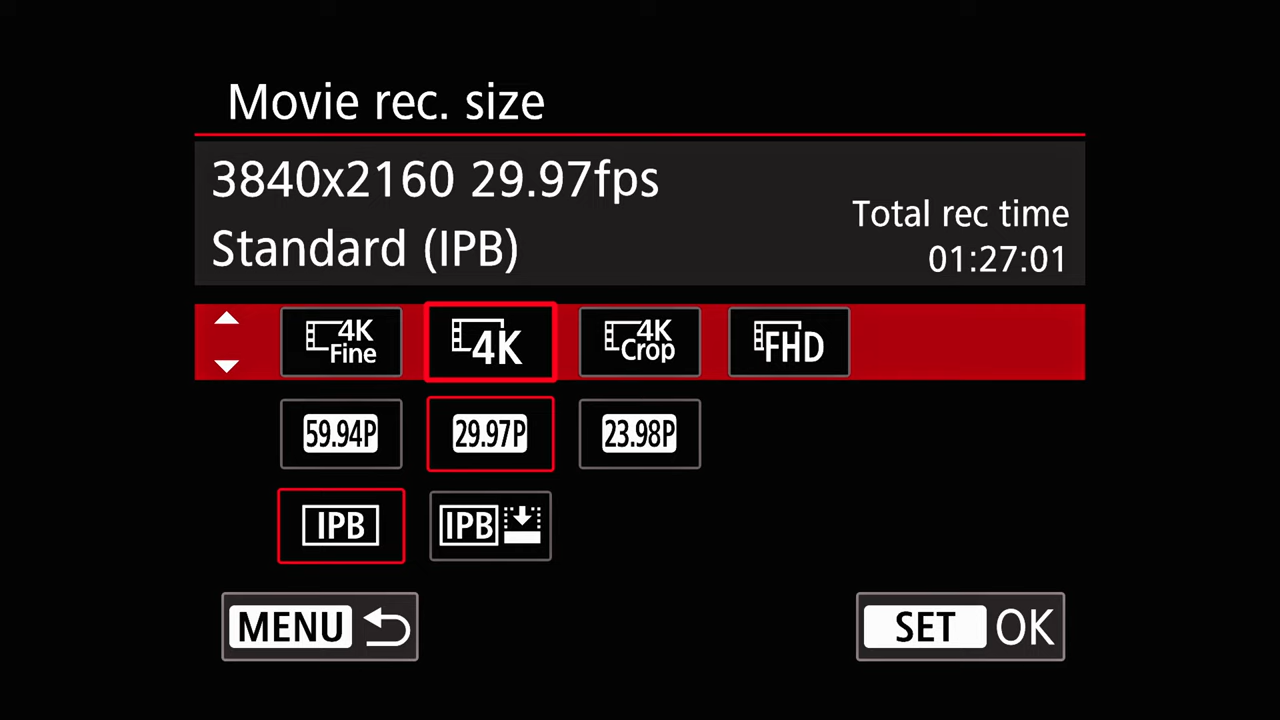 Movie rec. size
3840x2160 29.97fps
Standard (IPB)
Total rec time
01:27:01
4K Fine
4K
4K Crop
FHD
59.94P
29.97P
23.98P
IPB
IPB
MENU
SET OK